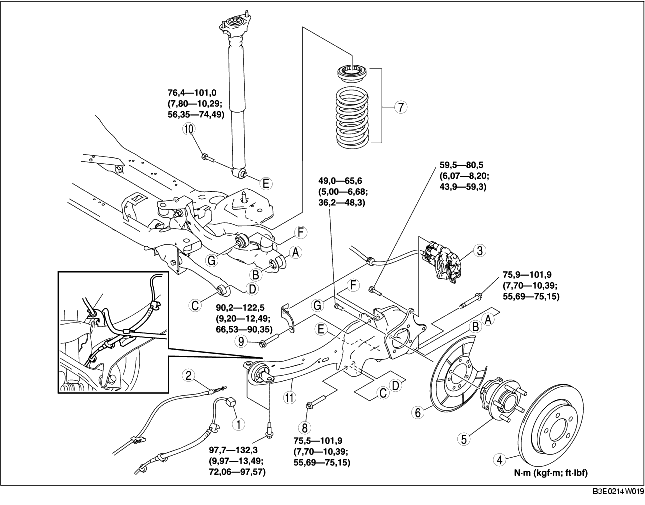 76,4—101,0
(7,80—10,29;
56,35—74,49)
10
E
7
49,0—65,6
(5,00—6,68;
36,2—48,3)
59,5—80,5
(6,07—8,20;
43,9—59,3)
F
A
G
B
3
C
D
F
75,9—101,9
(7,70—10,39;
55,69—75,15)
90,2—122,5
(9,20—12,49;
66,53—90,35)
9
G
E
B
A
2
11
C
D
6
1
8
5
4
97,7—132,3
(9,97—13,49;
72,06—97,57)
75,5—101,9
(7,70—10,39;
55,69—75,15)
N·m (kgf·m; ft·lbf)
B3E0214W019